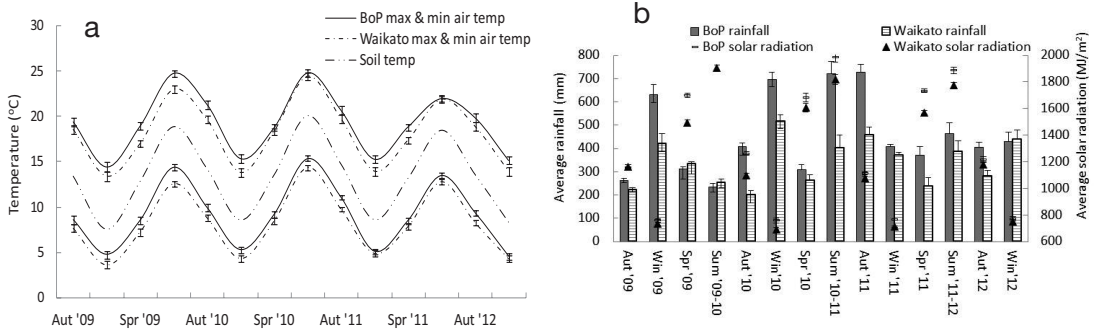 a
BoP max & min air temp
Waikato max & min air temp
Soil temp
Temperature (°C)
30
25
20
15
10
5
0
Aut '09
Spr '09
Aut '10
Spr '10
Aut '11
Spr '11
Aut '12
b
BoP rainfall
Waikato rainfall
BoP solar radiation
Waikato solar radiation
Average rainfall (mm)
800
700
600
500
400
300
200
100
0
2000
1800
1600
1400
1200
1000
800
600
Average solar radiation (MJ/m²)
Aut '09
Win '09
Spr '09
Sum '09-10
Aut '10
Win'10
Spr '10
Sum '10-11
Aut '11
Win '11
Spr '11
Sum '11-12
Aut '12
Win'12